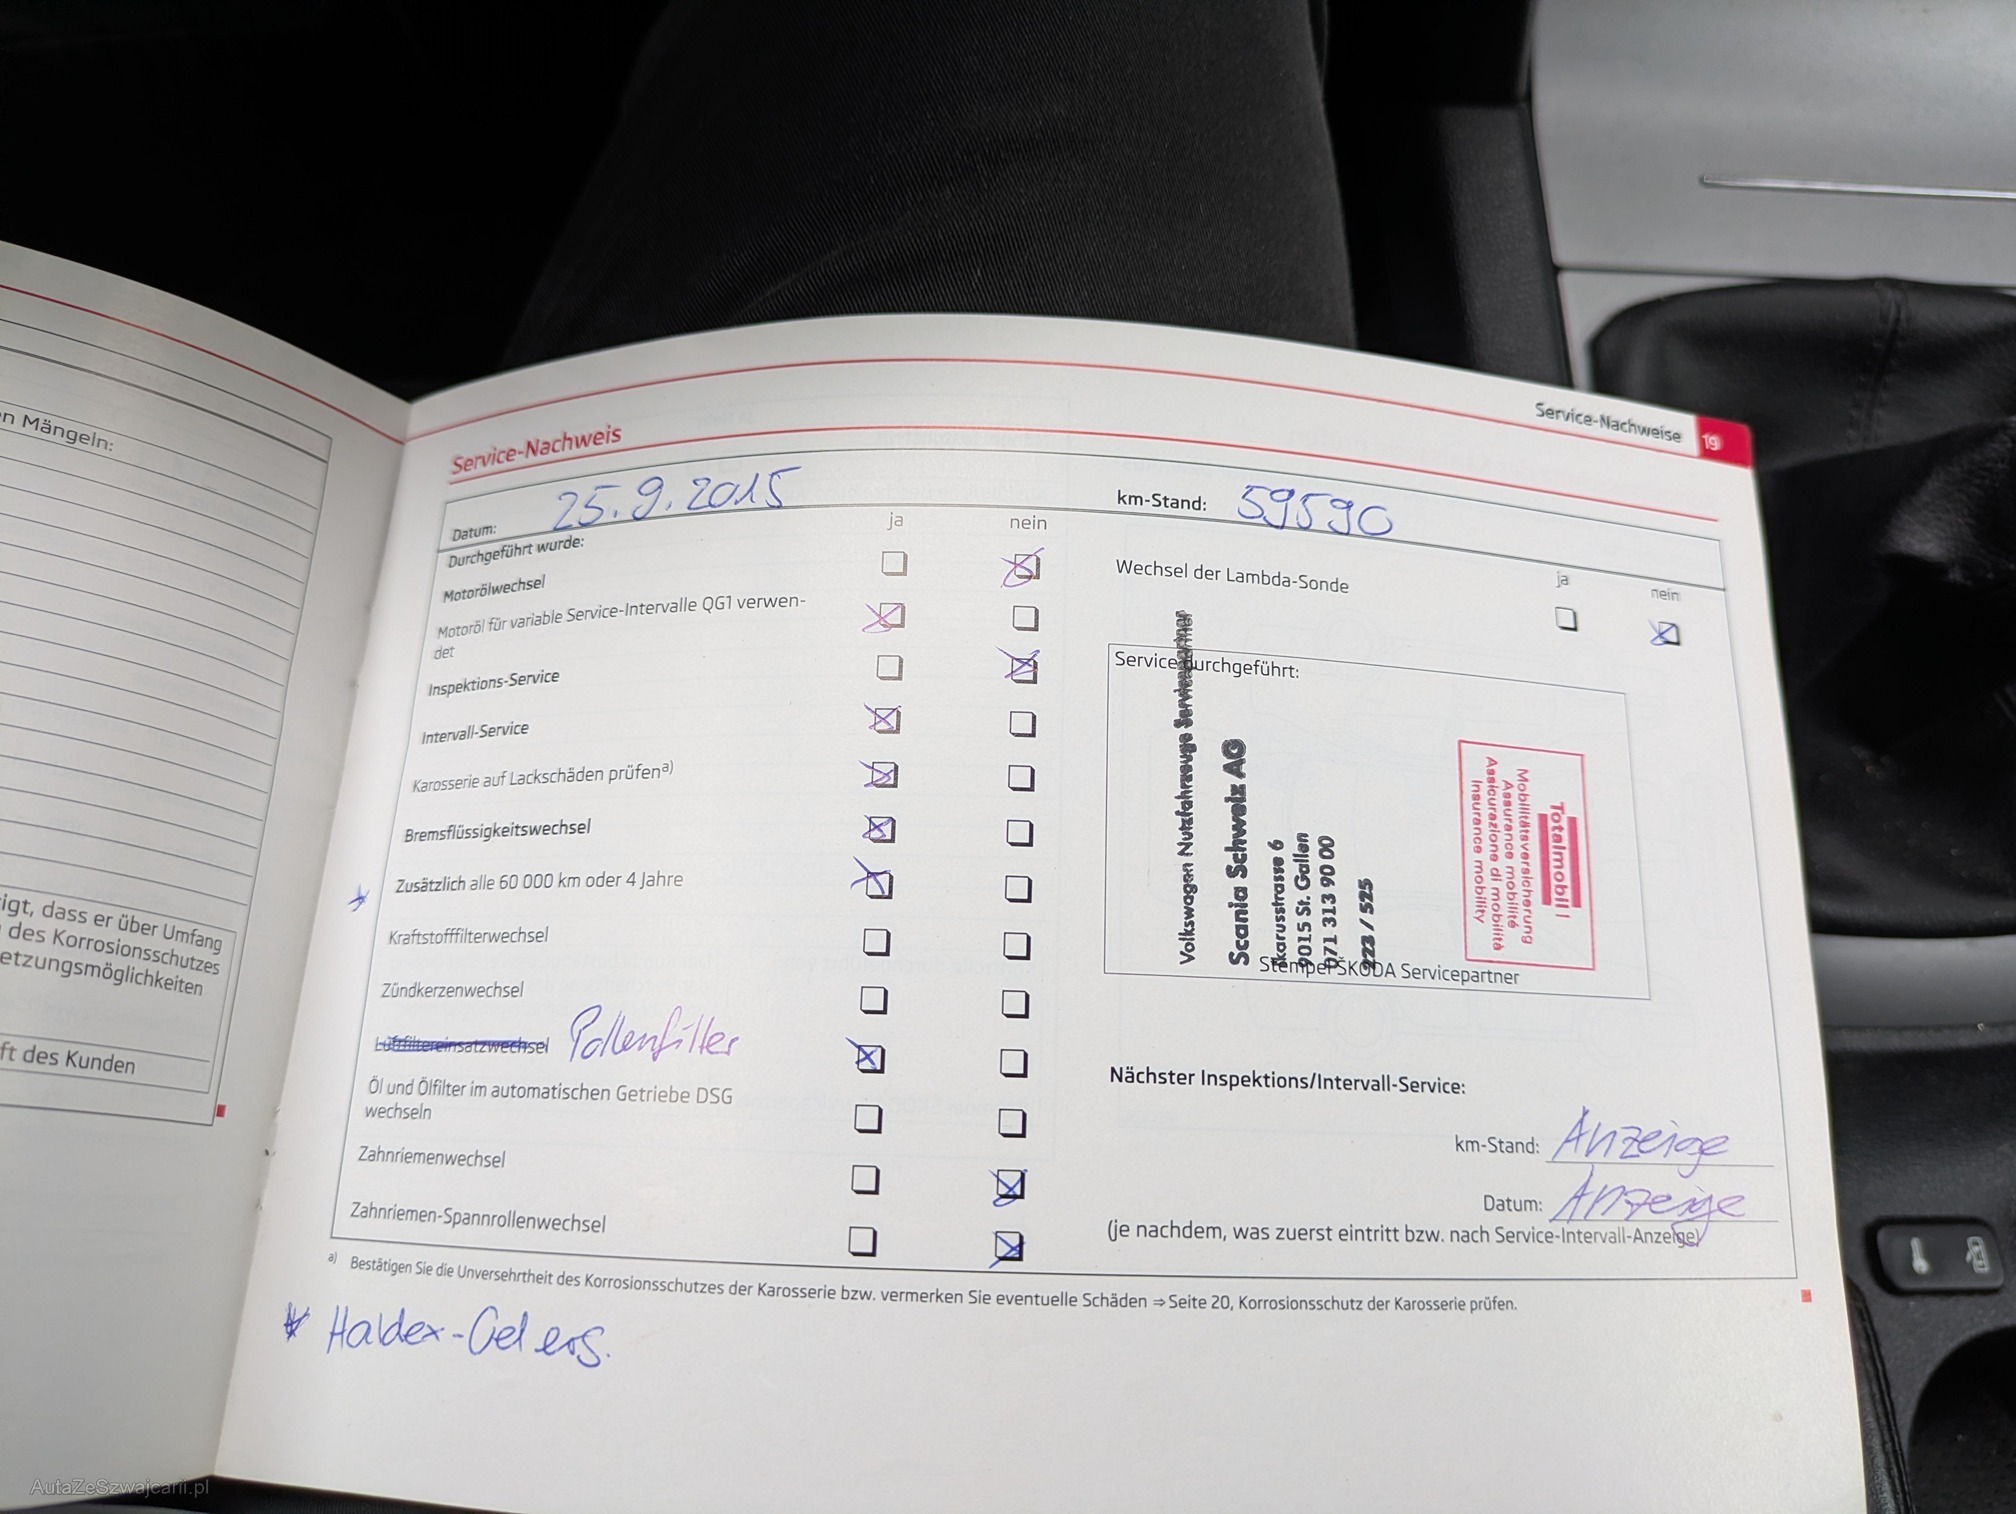 en Mängeln:
igt, dass er über Umfang
des Korrosionsschutzes
etzungsmöglichkeiten
ft des Kunden
Service-Nachweise 19
Service-Nachweis
Datum: 25.9.2015
km-Stand: 59590
Durchgeführt wurde:
ja nein
Motorölwechsel
Motoröl für variable Service-Intervalle QG1 verwen-
det
Inspektions-Service
Intervall-Service
Karosserie auf Lackschäden prüfen a)
Bremsflüssigkeitswechsel
* Zusätzlich alle 60 000 km oder 4 Jahre
Kraftstofffilterwechsel
Zündkerzenwechsel
Luftfiltereinsatzwechsel Pollenfilter
Öl und Ölfilter im automatischen Getriebe DSG
wechseln
Zahnriemenwechsel
Zahnriemen-Spannrollenwechsel
ja nein
Wechsel der Lambda-Sonde
Service durchgeführt:
Volkswagen Nutzfahrzeuge Servicepartner
Scania Schweiz AG
Ikarusstrasse 6
9015 St. Gallen
071 313 90 00
223 / 525
Totalmobil!
Mobilitätsversicherung
Assurance mobilité
Assicurazione di mobilità
Insurance mobility
Stempel ŠKODA Servicepartner
Nächster Inspektions/Intervall-Service:
km-Stand: Anzeige
Datum: Anzeige
(je nachdem, was zuerst eintritt bzw. nach Service-Intervall-Anzeige)
a) Bestätigen Sie die Unversehrtheit des Korrosionsschutzes der Karosserie bzw. vermerken Sie eventuelle Schäden ⇒ Seite 20, Korrosionsschutz der Karosserie prüfen.
* Haldex-Oel ers.
AutaZeSzwajcarii.pl